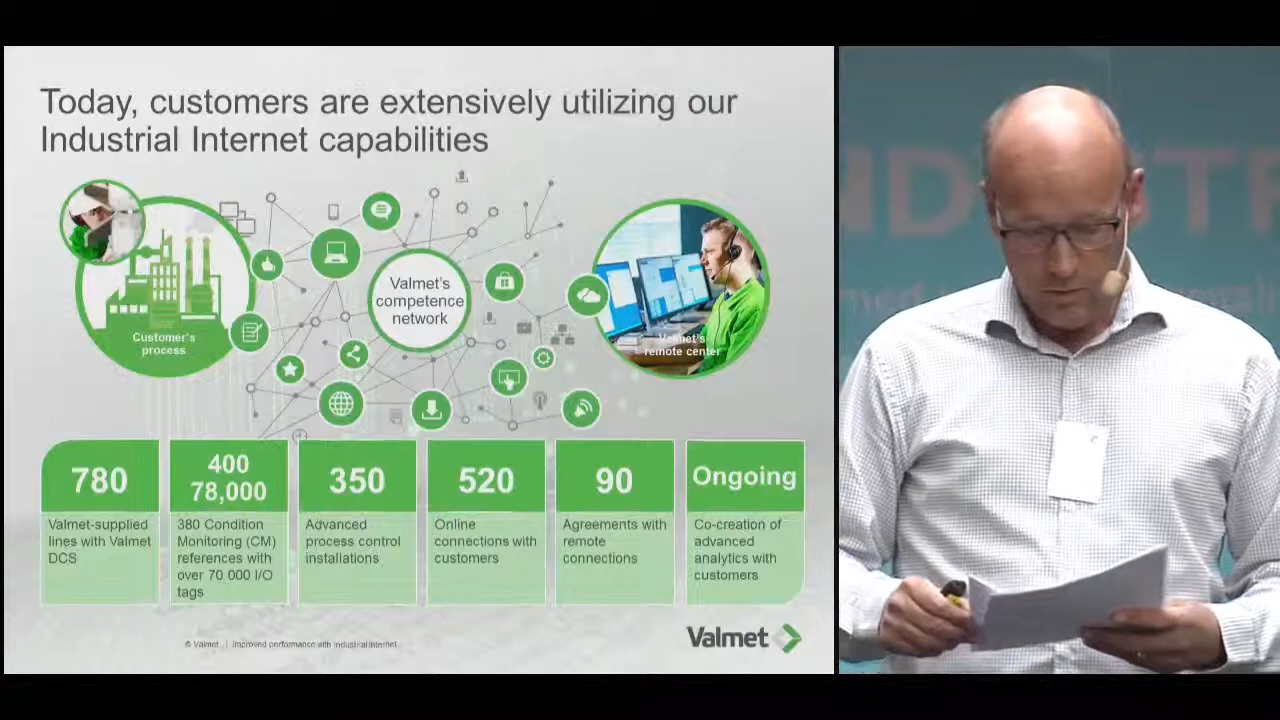 Today, customers are extensively utilizing our
Industrial Internet capabilities
Customer's
process
Valmet's
competence
network
Valmet's
remote center
780
Valmet-supplied
lines with Valmet
DCS
400
78,000
380 Condition
Monitoring (CM)
references with
over 70 000 I/O
tags
350
Advanced
process control
installations
520
Online
connections with
customers
90
Agreements with
remote
connections
Ongoing
Co-creation of
advanced
analytics with
customers
© Valmet | Improved performance with Industrial Internet
Valmet
NDUSTR